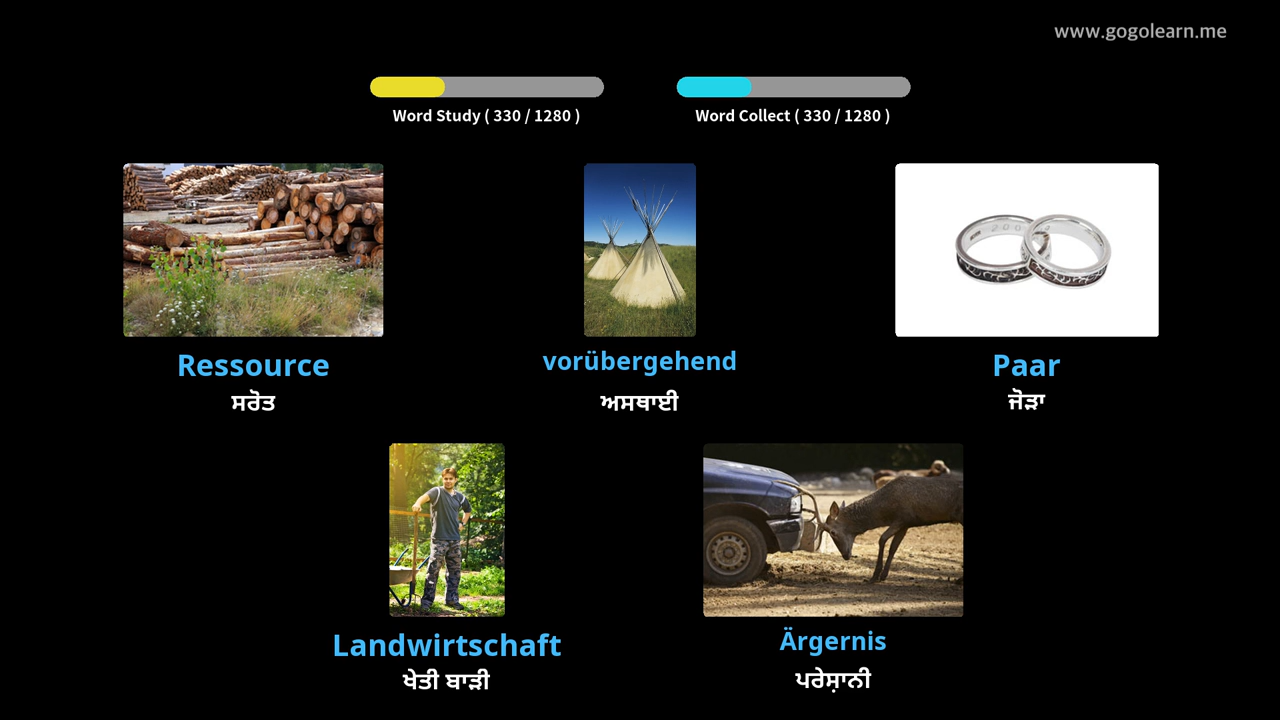 www.gogolearn.me
Word Study ( 330 / 1280 )
Word Collect ( 330 / 1280 )
Ressource
ਸਰੋਤ
vorübergehend
ਅਸਥਾਈ
Paar
ਜੋੜਾ
Landwirtschaft
ਖੇਤੀ ਬਾੜੀ
Ärgernis
ਪਰੇਸ਼ਾਨੀ